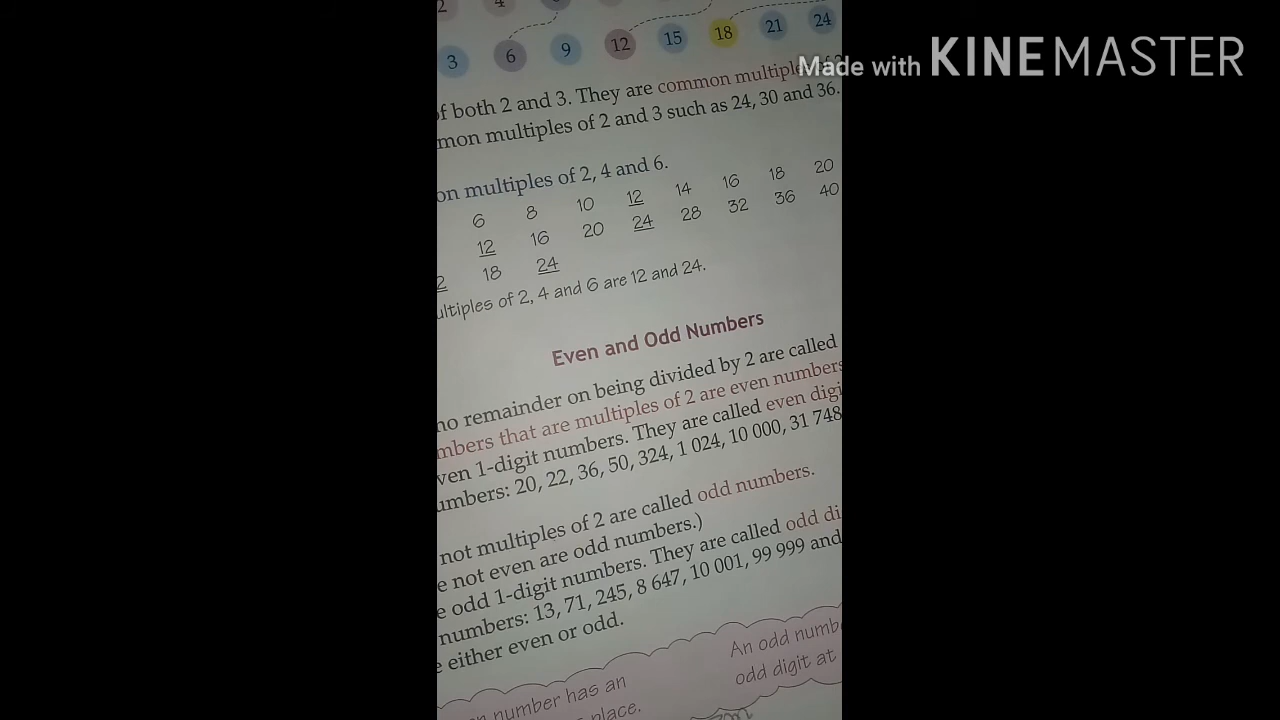 2 4
3 6 9 12 15 18 21 24
Made with KINEMASTER
of both 2 and 3. They are common multiples of
mon multiples of 2 and 3 such as 24, 30 and 36.
on multiples of 2, 4 and 6.
6 8 10 12 14 16 18 20
12 16 20 24 28 32 36 40
2 18 24
ultiples of 2, 4 and 6 are 12 and 24.
Even and Odd Numbers
no remainder on being divided by 2 are called
mbers that are multiples of 2 are even numbers
ven 1-digit numbers. They are called even digi
umbers: 20, 22, 36, 50, 324, 1 024, 10 000, 31 748
not multiples of 2 are called odd numbers.
e not even are odd numbers.)
e odd 1-digit numbers. They are called odd di
numbers: 13, 71, 245, 8 647, 10 001, 99 999 and
e either even or odd.
An odd numb
odd digit at
n number has an
place.